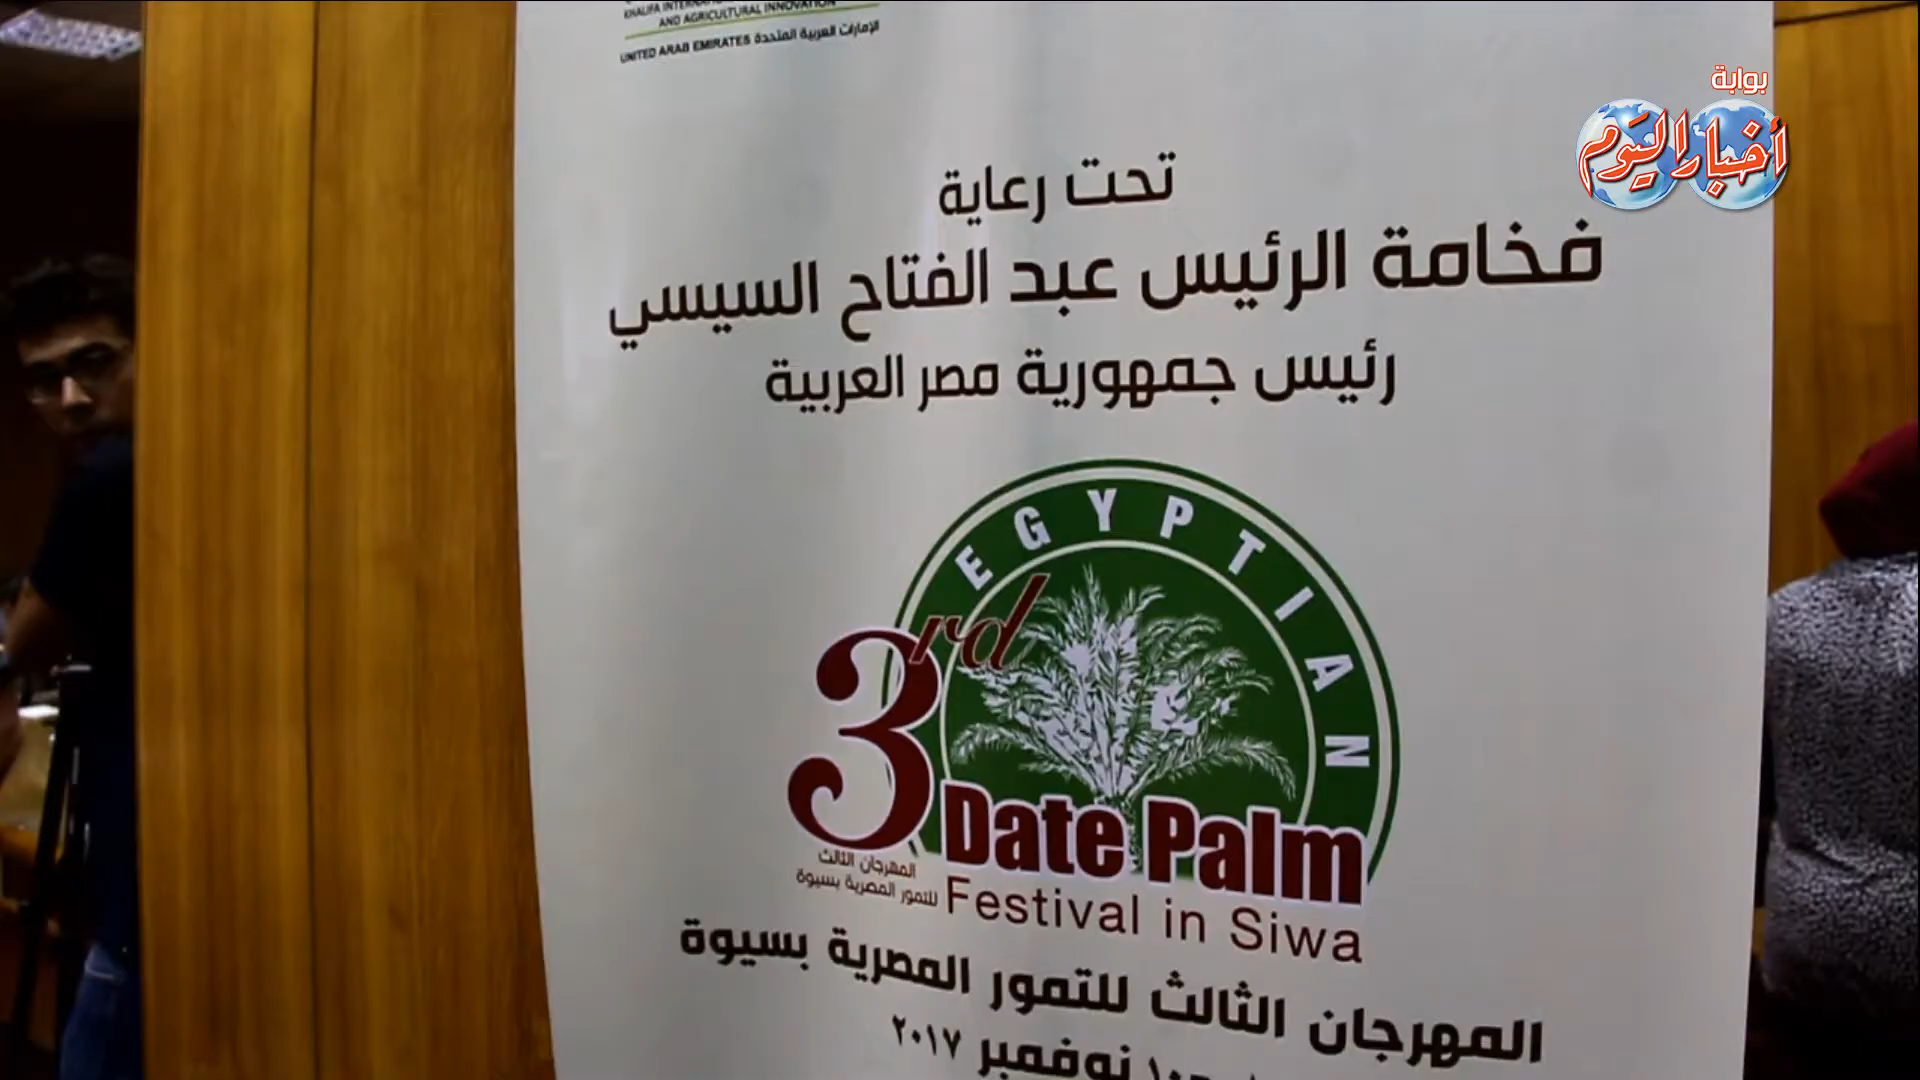 AND AGRICULTURAL INNOVATION
UNITED ARAB EMIRATES الإمارات العربية المتحدة
بوابة
أخبار اليوم
تحت رعاية
فخامة الرئيس عبد الفتاح السيسي
رئيس جمهورية مصر العربية
EGYPTIAN
3rd
Date Palm
Festival in Siwa
المهرجان الثالث
للتمور المصرية بسيوة
المهرجان الثالث للتمور المصرية بسيوة
نوفمبر ٢٠١٧